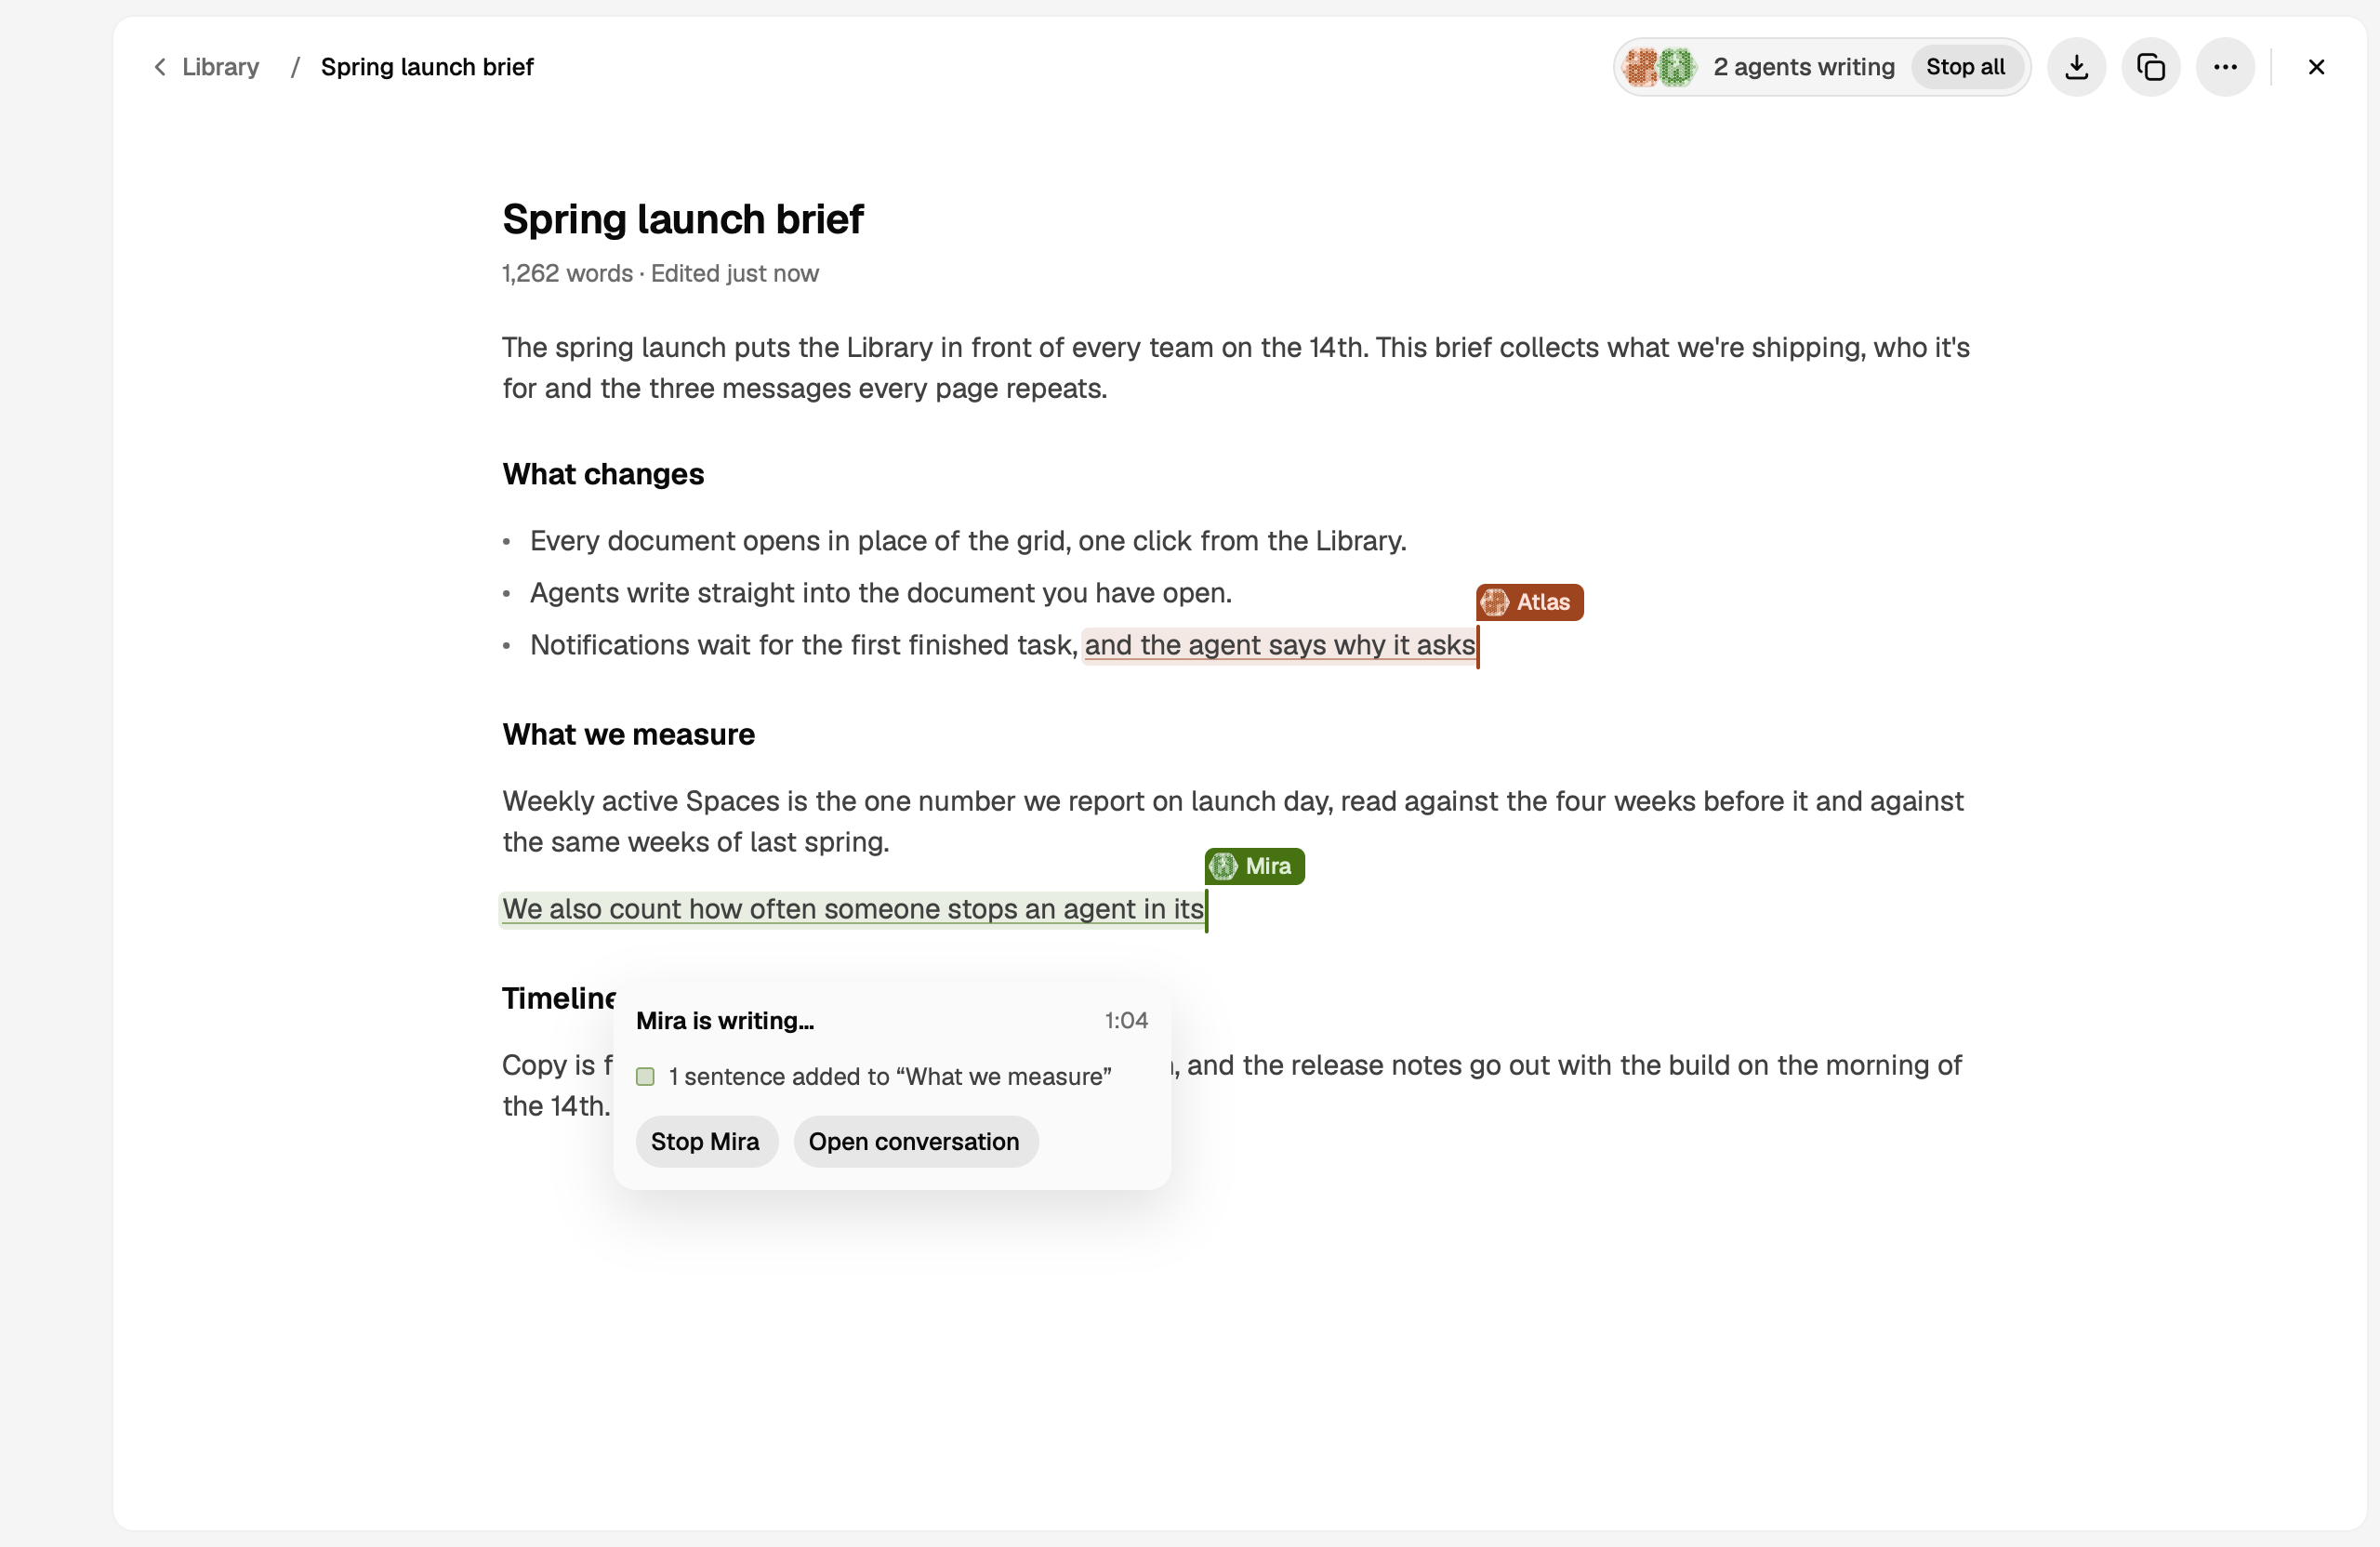 Library / Spring launch brief
2 agents writing Stop all
Spring launch brief
1,262 words · Edited just now
The spring launch puts the Library in front of every team on the 14th. This brief collects what we're shipping, who it's
for and the three messages every page repeats.
What changes
• Every document opens in place of the grid, one click from the Library.
• Agents write straight into the document you have open.
Atlas
• Notifications wait for the first finished task, and the agent says why it asks
What we measure
Weekly active Spaces is the one number we report on launch day, read against the four weeks before it and against
the same weeks of last spring.
Mira
We also count how often someone stops an agent in its
Timeline
Mira is writing... 1:04
Copy is , and the release notes go out with the build on the morning of
1 sentence added to “What we measure”
the 14th.
Stop Mira Open conversation